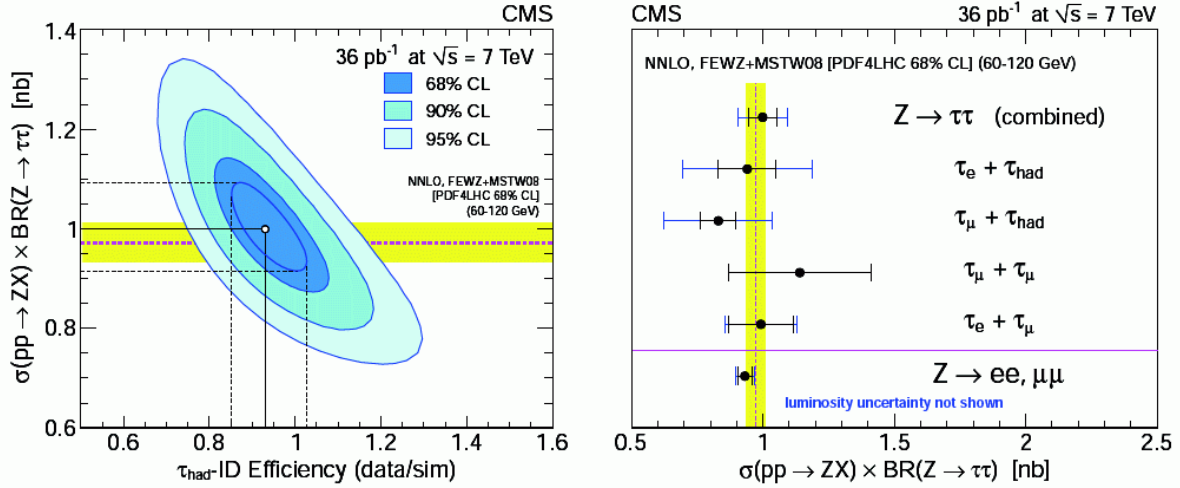 CMS
36 pb⁻¹ at √s = 7 TeV
68% CL
90% CL
95% CL
NNLO, FEWZ+MSTW08
[PDF4LHC 68% CL]
(60-120 GeV)
σ(pp → ZX) × BR(Z → ττ) [nb]
1.4
1.2
1
0.8
0.6
0.6 0.8 1 1.2 1.4 1.6
τhad-ID Efficiency (data/sim)
CMS
36 pb⁻¹ at √s = 7 TeV
NNLO, FEWZ+MSTW08 [PDF4LHC 68% CL] (60-120 GeV)
Z → ττ (combined)
τe + τhad
τμ + τhad
τμ + τμ
τe + τμ
Z → ee, μμ
luminosity uncertainty not shown
0.5 1 1.5 2 2.5
σ(pp → ZX) × BR(Z → ττ) [nb]